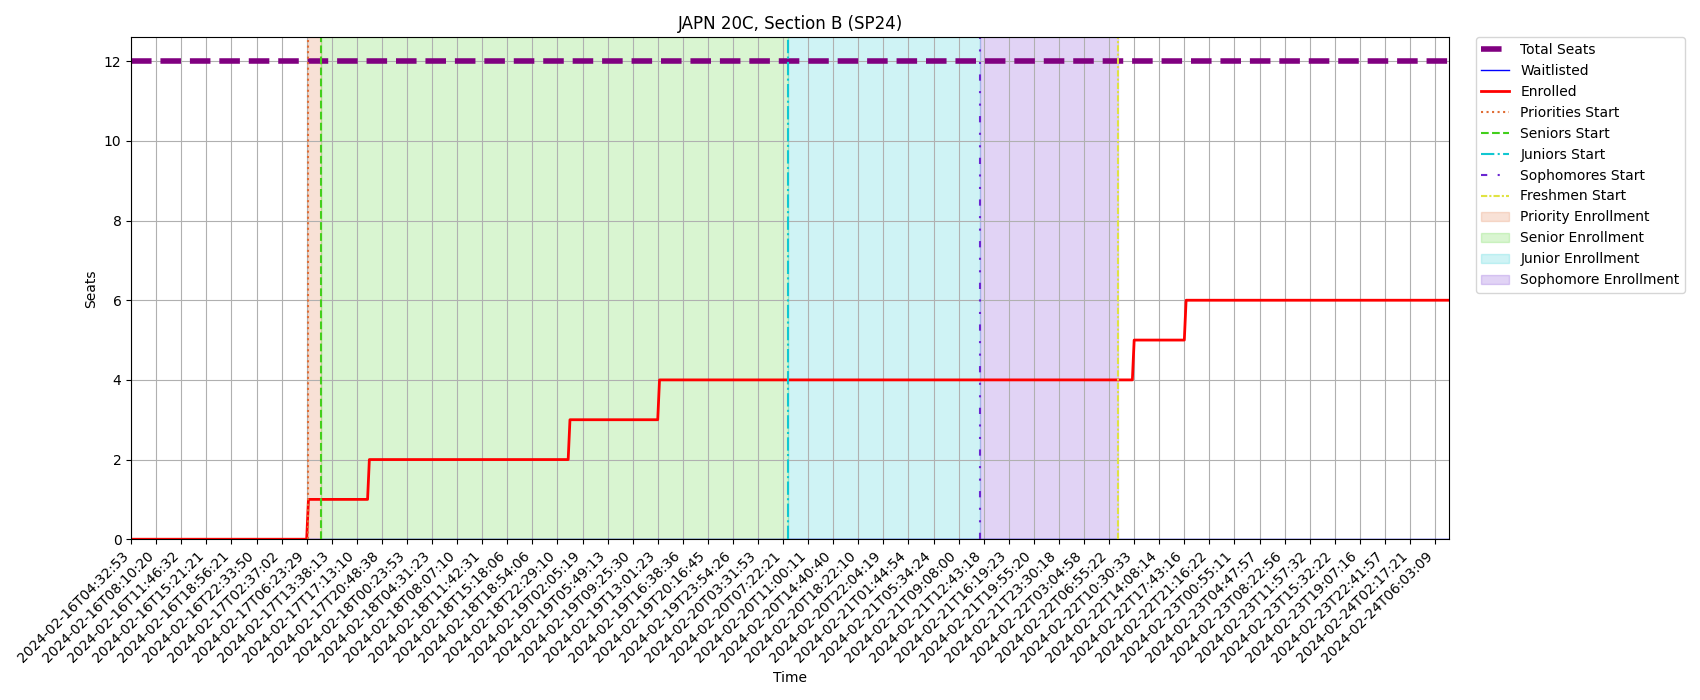 JAPN 20C, Section B (SP24)
Seats
12
10
8
6
4
2
0
2024-02-16T04:32:53
2024-02-16T08:10:20
2024-02-16T11:46:32
2024-02-16T15:21:21
2024-02-16T18:56:21
2024-02-16T22:33:50
2024-02-17T02:37:02
2024-02-17T06:23:29
2024-02-17T13:38:13
2024-02-17T17:13:10
2024-02-17T20:48:38
2024-02-18T00:23:53
2024-02-18T04:31:23
2024-02-18T08:07:10
2024-02-18T11:42:31
2024-02-18T15:18:06
2024-02-18T18:54:06
2024-02-18T22:29:10
2024-02-19T02:05:19
2024-02-19T05:49:13
2024-02-19T09:25:30
2024-02-19T13:01:23
2024-02-19T16:38:36
2024-02-19T20:16:45
2024-02-19T23:54:26
2024-02-20T03:31:53
2024-02-20T07:22:21
2024-02-20T11:00:11
2024-02-20T14:40:40
2024-02-20T18:22:10
2024-02-20T22:04:19
2024-02-21T01:44:54
2024-02-21T05:34:24
2024-02-21T09:08:00
2024-02-21T12:43:18
2024-02-21T16:19:23
2024-02-21T19:55:20
2024-02-21T23:30:18
2024-02-22T03:04:58
2024-02-22T06:55:22
2024-02-22T10:30:33
2024-02-22T14:08:14
2024-02-22T17:43:16
2024-02-22T21:16:22
2024-02-23T00:55:11
2024-02-23T04:47:57
2024-02-23T08:22:56
2024-02-23T11:57:32
2024-02-23T15:32:22
2024-02-23T19:07:16
2024-02-23T22:41:57
2024-02-24T02:17:21
2024-02-24T06:03:09
Time
Total Seats
Waitlisted
Enrolled
Priorities Start
Seniors Start
Juniors Start
Sophomores Start
Freshmen Start
Priority Enrollment
Senior Enrollment
Junior Enrollment
Sophomore Enrollment